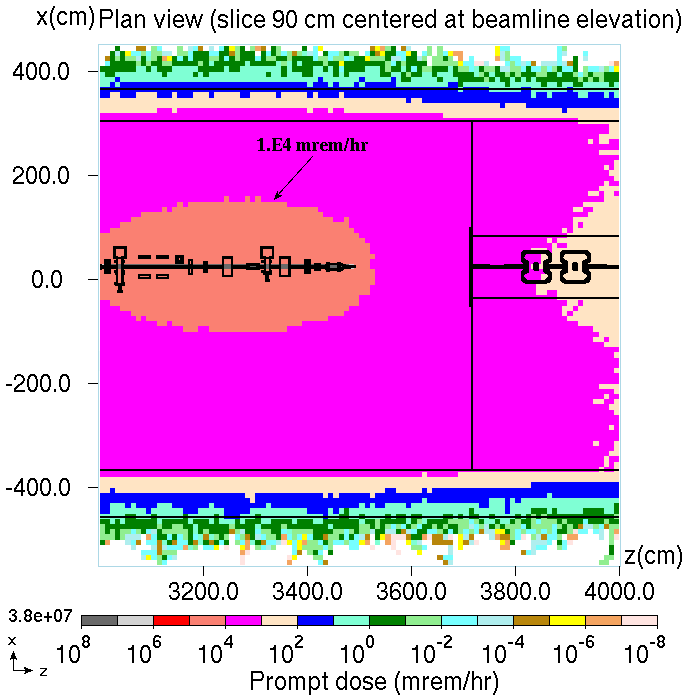 x(cm) Plan view (slice 90 cm centered at beamline elevation)
400.0
1.E4 mrem/hr
200.0
0.0
-200.0
-400.0
z(cm)
3200.0 3400.0 3600.0 3800.0 4000.0
3.8e+07
10^8 10^6 10^4 10^2 10^0 10^-2 10^-4 10^-6 10^-8
x
z
Prompt dose (mrem/hr)